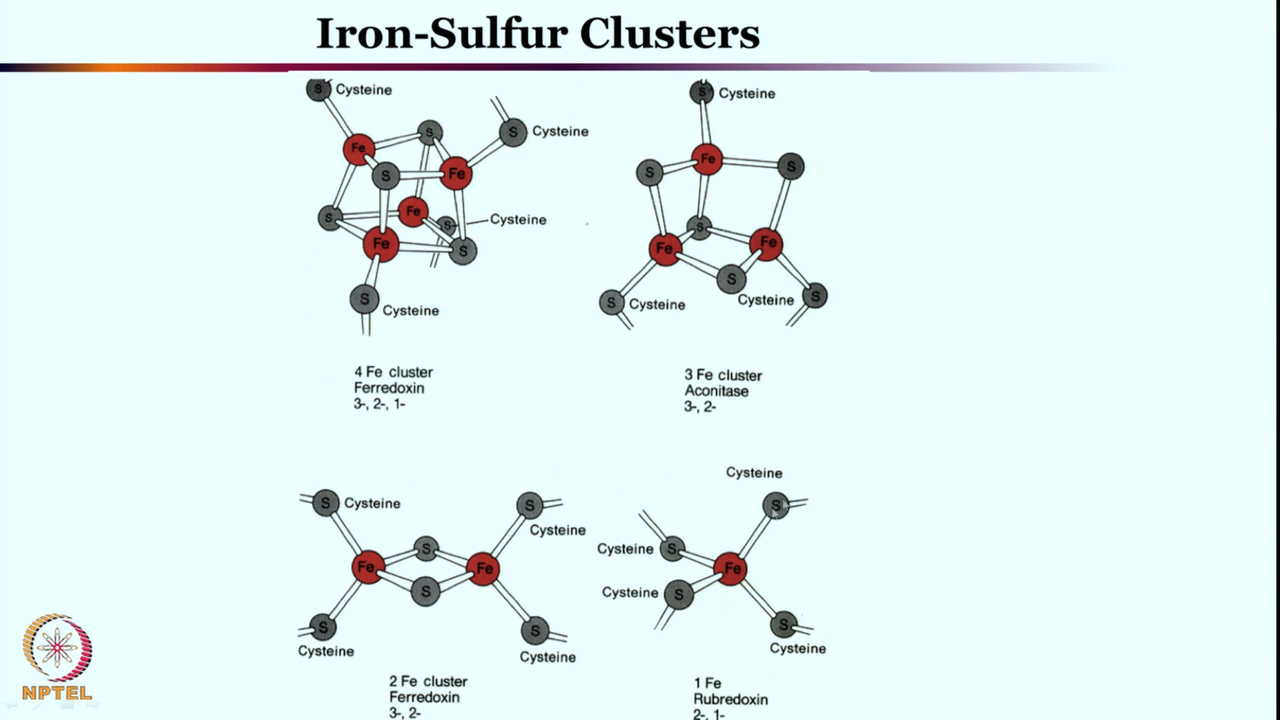 Iron-Sulfur Clusters
S Cysteine
Fe
S
S Cysteine
S
Fe
S
Fe
S
Cysteine
Fe
S
S
Cysteine
4 Fe cluster
Ferredoxin
3-, 2-, 1-
S Cysteine
Fe
S
S
S
Fe
Fe
S
S Cysteine
Cysteine S
3 Fe cluster
Aconitase
3-, 2-
S Cysteine
S
Cysteine
S
Fe
Fe
S
S
Cysteine
S
Cysteine
2 Fe cluster
Ferredoxin
3-, 2-
Cysteine
S
Cysteine S
Fe
Cysteine S
S
Cysteine
1 Fe
Rubredoxin
2-, 1-
NPTEL